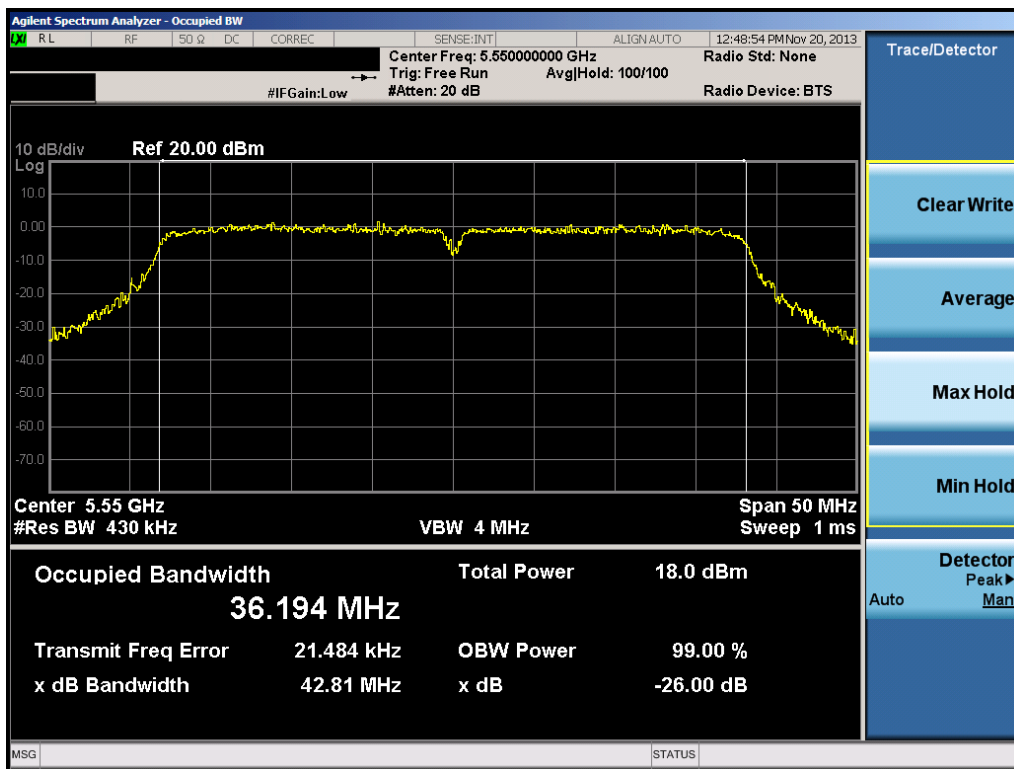 Agilent Spectrum Analyzer - Occupied BW
LXI RL RF 50 Ω DC CORREC SENSE:INT ALIGN AUTO 12:48:54 PM Nov 20, 2013
Center Freq: 5.550000000 GHz Radio Std: None
Trig: Free Run Avg|Hold: 100/100
#IFGain:Low #Atten: 20 dB Radio Device: BTS
Trace/Detector
10 dB/div Ref 20.00 dBm
Log
10.0
0.00
-10.0
-20.0
-30.0
-40.0
-50.0
-60.0
-70.0
Center 5.55 GHz Span 50 MHz
#Res BW 430 kHz VBW 4 MHz Sweep 1 ms
Occupied Bandwidth Total Power 18.0 dBm
36.194 MHz
Transmit Freq Error 21.484 kHz OBW Power 99.00 %
x dB Bandwidth 42.81 MHz x dB -26.00 dB
Clear Write
Average
Max Hold
Min Hold
Detector
Peak▶
Auto Man
MSG STATUS